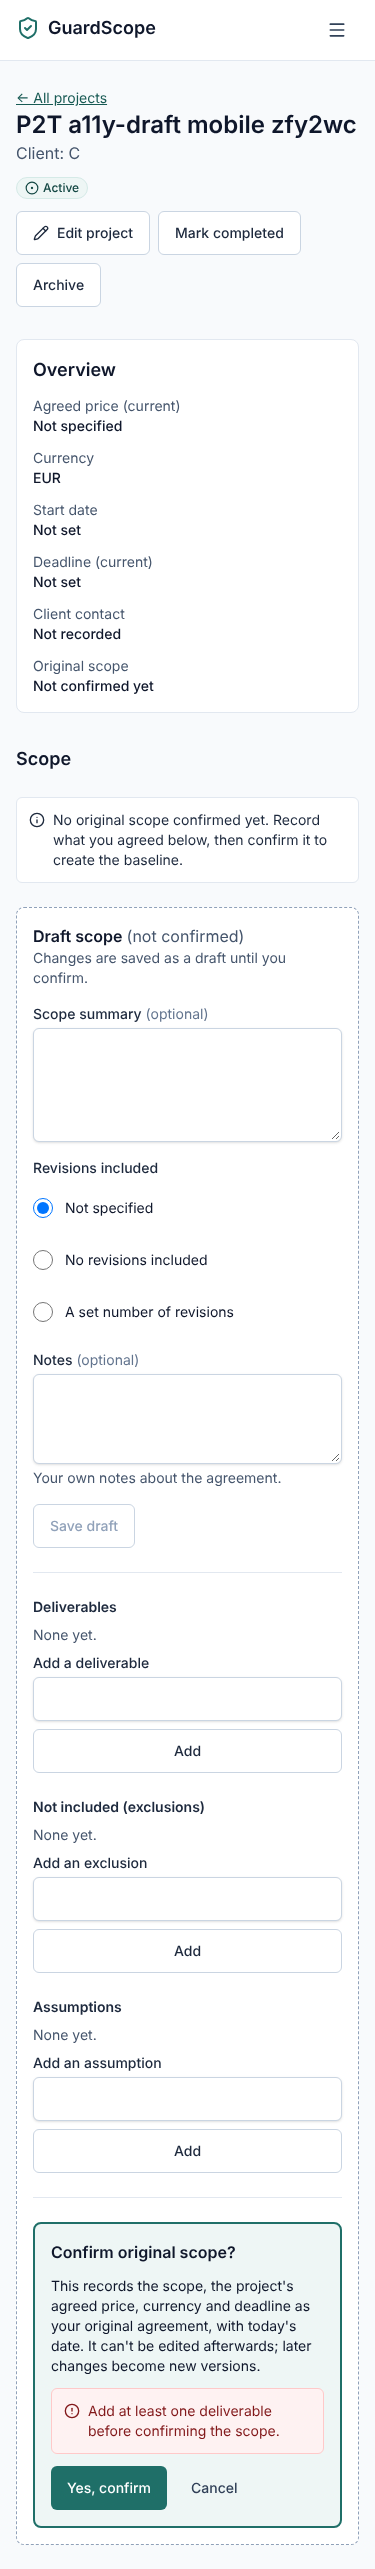 GuardScope
← All projects
P2T a11y-draft mobile zfy2wc
Client: C
Active
Edit project
Mark completed
Archive
Overview
Agreed price (current)
Not specified
Currency
EUR
Start date
Not set
Deadline (current)
Not set
Client contact
Not recorded
Original scope
Not confirmed yet
Scope
No original scope confirmed yet. Record
what you agreed below, then confirm it to
create the baseline.
Draft scope (not confirmed)
Changes are saved as a draft until you
confirm.
Scope summary (optional)
Revisions included
Not specified
No revisions included
A set number of revisions
Notes (optional)
Your own notes about the agreement.
Save draft
Deliverables
None yet.
Add a deliverable
Add
Not included (exclusions)
None yet.
Add an exclusion
Add
Assumptions
None yet.
Add an assumption
Add
Confirm original scope?
This records the scope, the project's
agreed price, currency and deadline as
your original agreement, with today's
date. It can't be edited afterwards; later
changes become new versions.
Add at least one deliverable
before confirming the scope.
Yes, confirm
Cancel